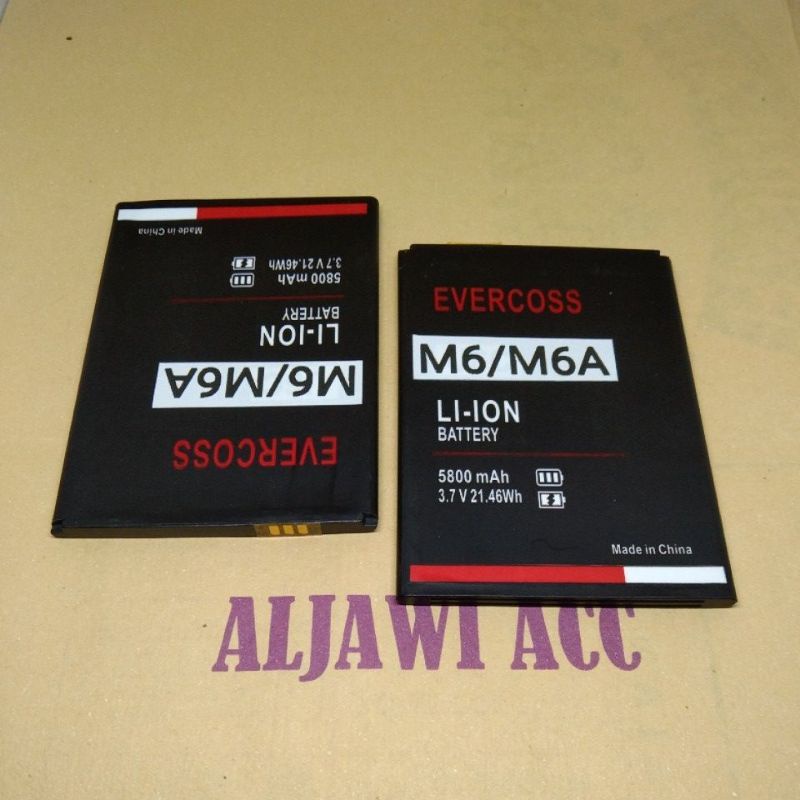 Made in China
3.7 V 21.46Wh
5800 mAh
BATTERY
LI-ION
M6/M6A
EVERCOSS
EVERCOSS
M6/M6A
LI-ION
BATTERY
5800 mAh
3.7 V 21.46Wh
Made in China
ALJAWI ACC